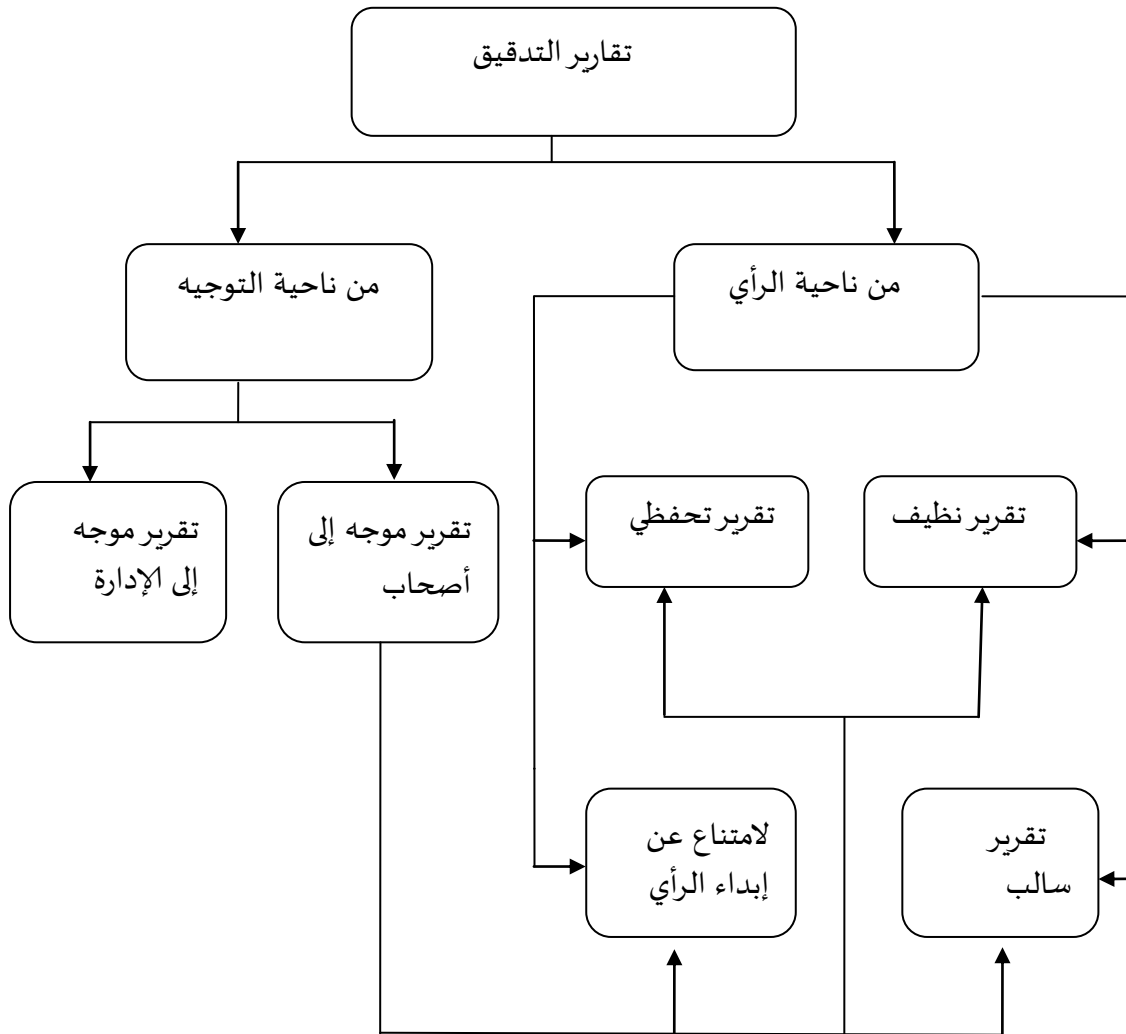 تقارير التدقيق
من ناحية الرأي
من ناحية التوجيه
تقرير نظيف
تقرير تحفظي
تقرير موجه إلى
أصحاب
تقرير موجه
إلى الإدارة
تقرير
سالب
لامتناع عن
إبداء الرأي